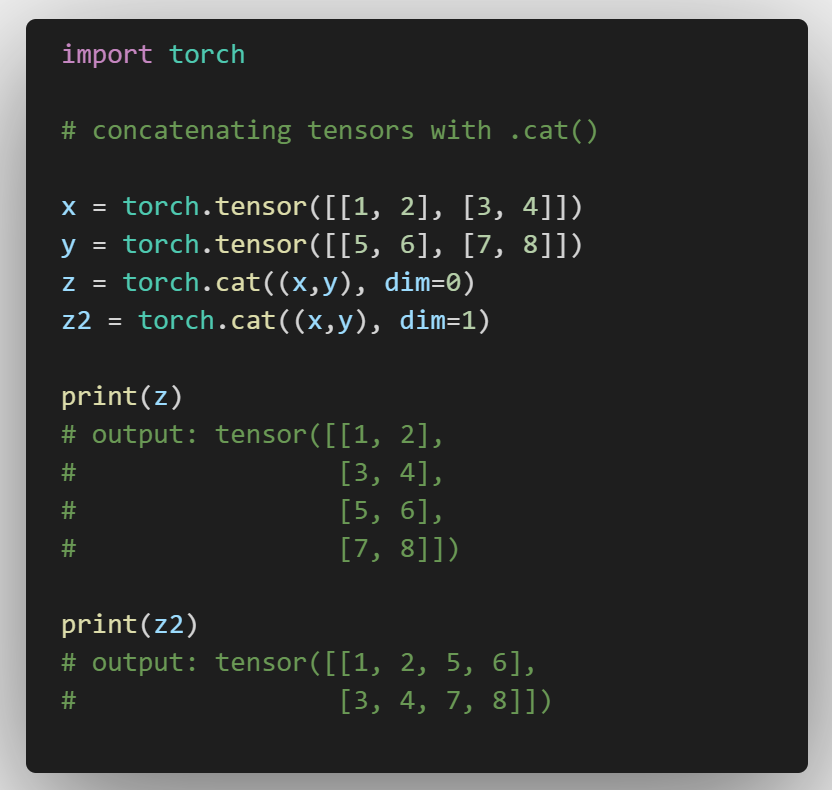 import torch
# concatenating tensors with .cat()
x = torch.tensor([[1, 2], [3, 4]])
y = torch.tensor([[5, 6], [7, 8]])
z = torch.cat((x,y), dim=0)
z2 = torch.cat((x,y), dim=1)
print(z)
# output: tensor([[1, 2],
#                 [3, 4],
#                 [5, 6],
#                 [7, 8]])
print(z2)
# output: tensor([[1, 2, 5, 6],
#                 [3, 4, 7, 8]])